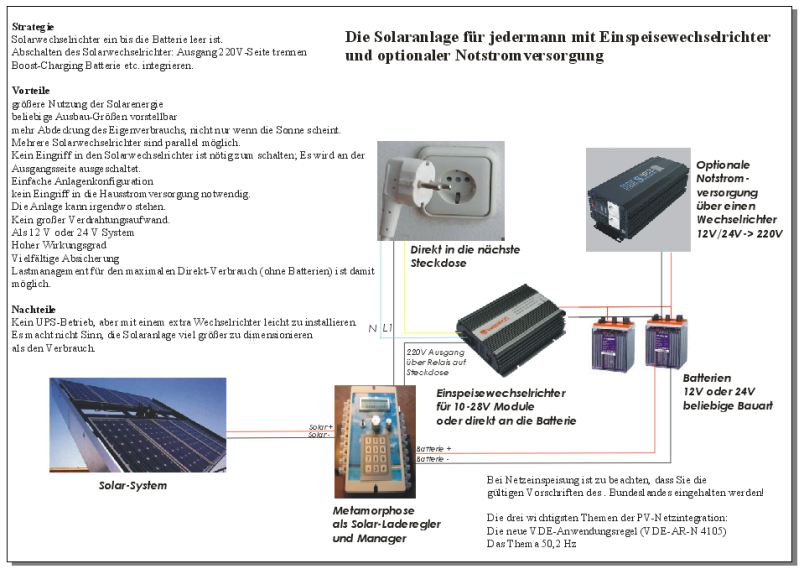 Die Solaranlage für jedermann mit Einspeisewechselrichter
und optionaler Notstromversorgung
Strategie
Solarwechselrichter ein bis die Batterie leer ist.
Abschalten des Solarwechselrichter: Ausgang 220V-Seite trennen
Boost-Charging Batterie etc. integrieren.
Vorteile
größere Nutzung der Solarenergie
beliebige Ausbau-Größen vorstellbar
mehr Abdeckung des Eigenverbrauchs, nicht nur wenn die Sonne scheint.
Mehrere Solarwechselrichter sind parallel möglich.
Kein Eingriff in den Solarwechselrichter ist nötig zum schalten; Es wird an der
Ausgangsseite ausgeschaltet.
Einfache Anlagenkonfiguration
kein Eingriff in die Hausstromversorgung notwendig.
Die Anlage kann irgendwo stehen.
Kein großer Verdrahtungsaufwand.
Als 12 V oder 24 V System
Hoher Wirkungsgrad
Vielfältige Absicherung
Lastmanagement für den maximalen Direkt-Verbrauch (ohne Batterien) ist damit
möglich.
Nachteile
Kein UPS-Betrieb, aber mit einem extra Wechselrichter leicht zu installieren.
Es macht nicht Sinn, die Solaranlage viel größer zu dimensionieren
als den Verbrauch.
Direkt in die nächste
Steckdose
Optionale
Notstrom-
versorgung
über einen
Wechselrichter
12V/24V-> 220V
N L1
220V Ausgang
über Relais auf
Steckdose
Einspeisewechselrichter
für 10-28V Module
oder direkt an die Batterie
Batterien
12V oder 24V
beliebige Bauart
Solar+
Solar-
Batterie +
Batterie -
Solar-System
Metamorphose
als Solar-Laderegler
und Manager
Bei Netzeinspeisung ist zu beachten, dass Sie die
gültigen Vorschriften des . Bundeslandes eingehalten werden!
Die drei wichtigsten Themen der PV-Netzintegration:
Die neue VDE-Anwendungsregel (VDE-AR-N 4105)
Das Thema 50,2 Hz